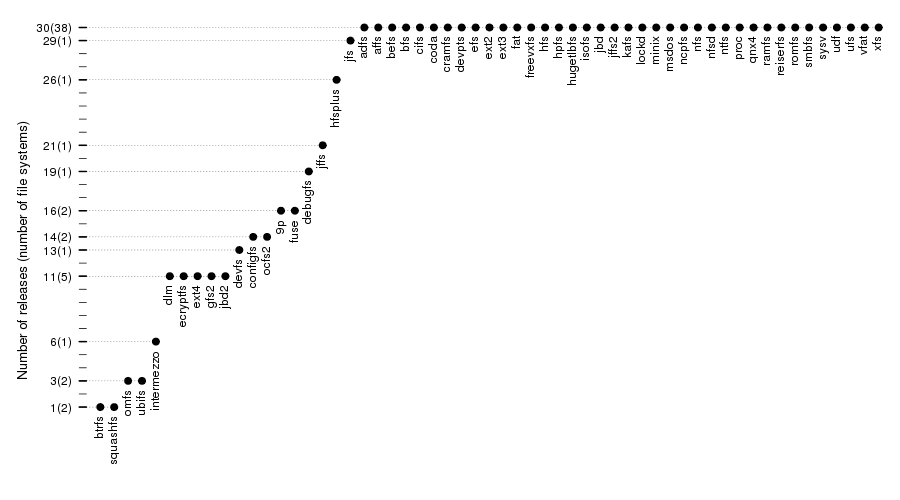 Number of releases (number of file systems)
30(38)
29(1)
26(1)
21(1)
19(1)
16(2)
14(2)
13(1)
11(5)
6(1)
3(2)
1(2)
btrfs
squashfs
omfs
ubifs
intermezzo
dlm
ecryptfs
ext4
gfs2
jbd2
devfs
configfs
ocfs2
9p
fuse
debugfs
jffs
hfsplus
jfs
adfs
affs
befs
bfs
cifs
coda
cramfs
devpts
efs
ext2
ext3
fat
freevxfs
hfs
hpfs
hugetlbfs
isofs
jbd
jffs2
kafs
lockd
minix
msdos
ncpfs
nfs
nfsd
ntfs
proc
qnx4
ramfs
reiserfs
romfs
smbfs
sysv
udf
ufs
vfat
xfs